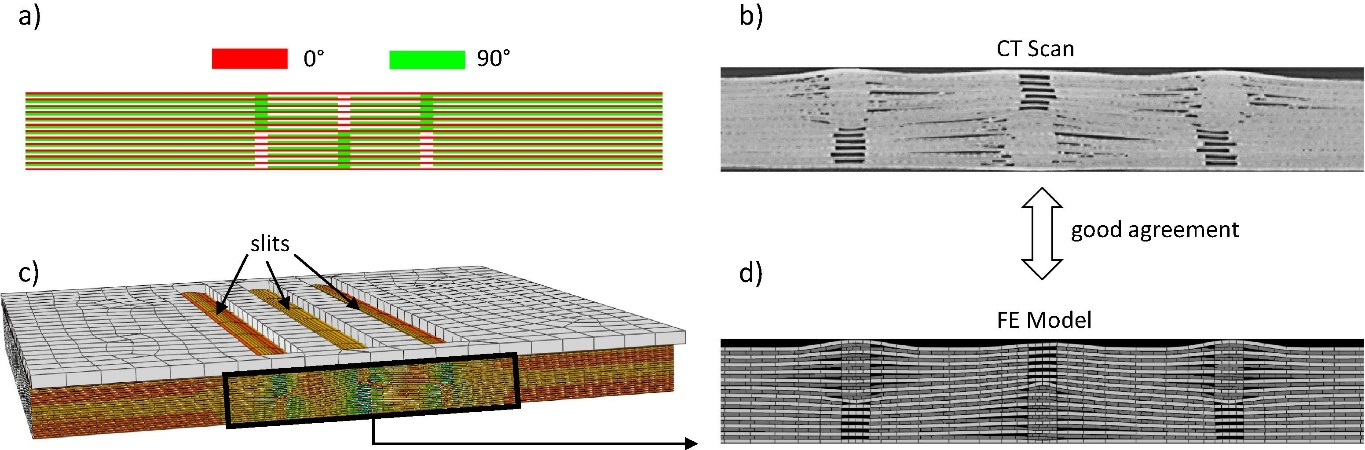 a)
0°
90°
b)
CT Scan
good agreement
slits
c)
d)
FE Model